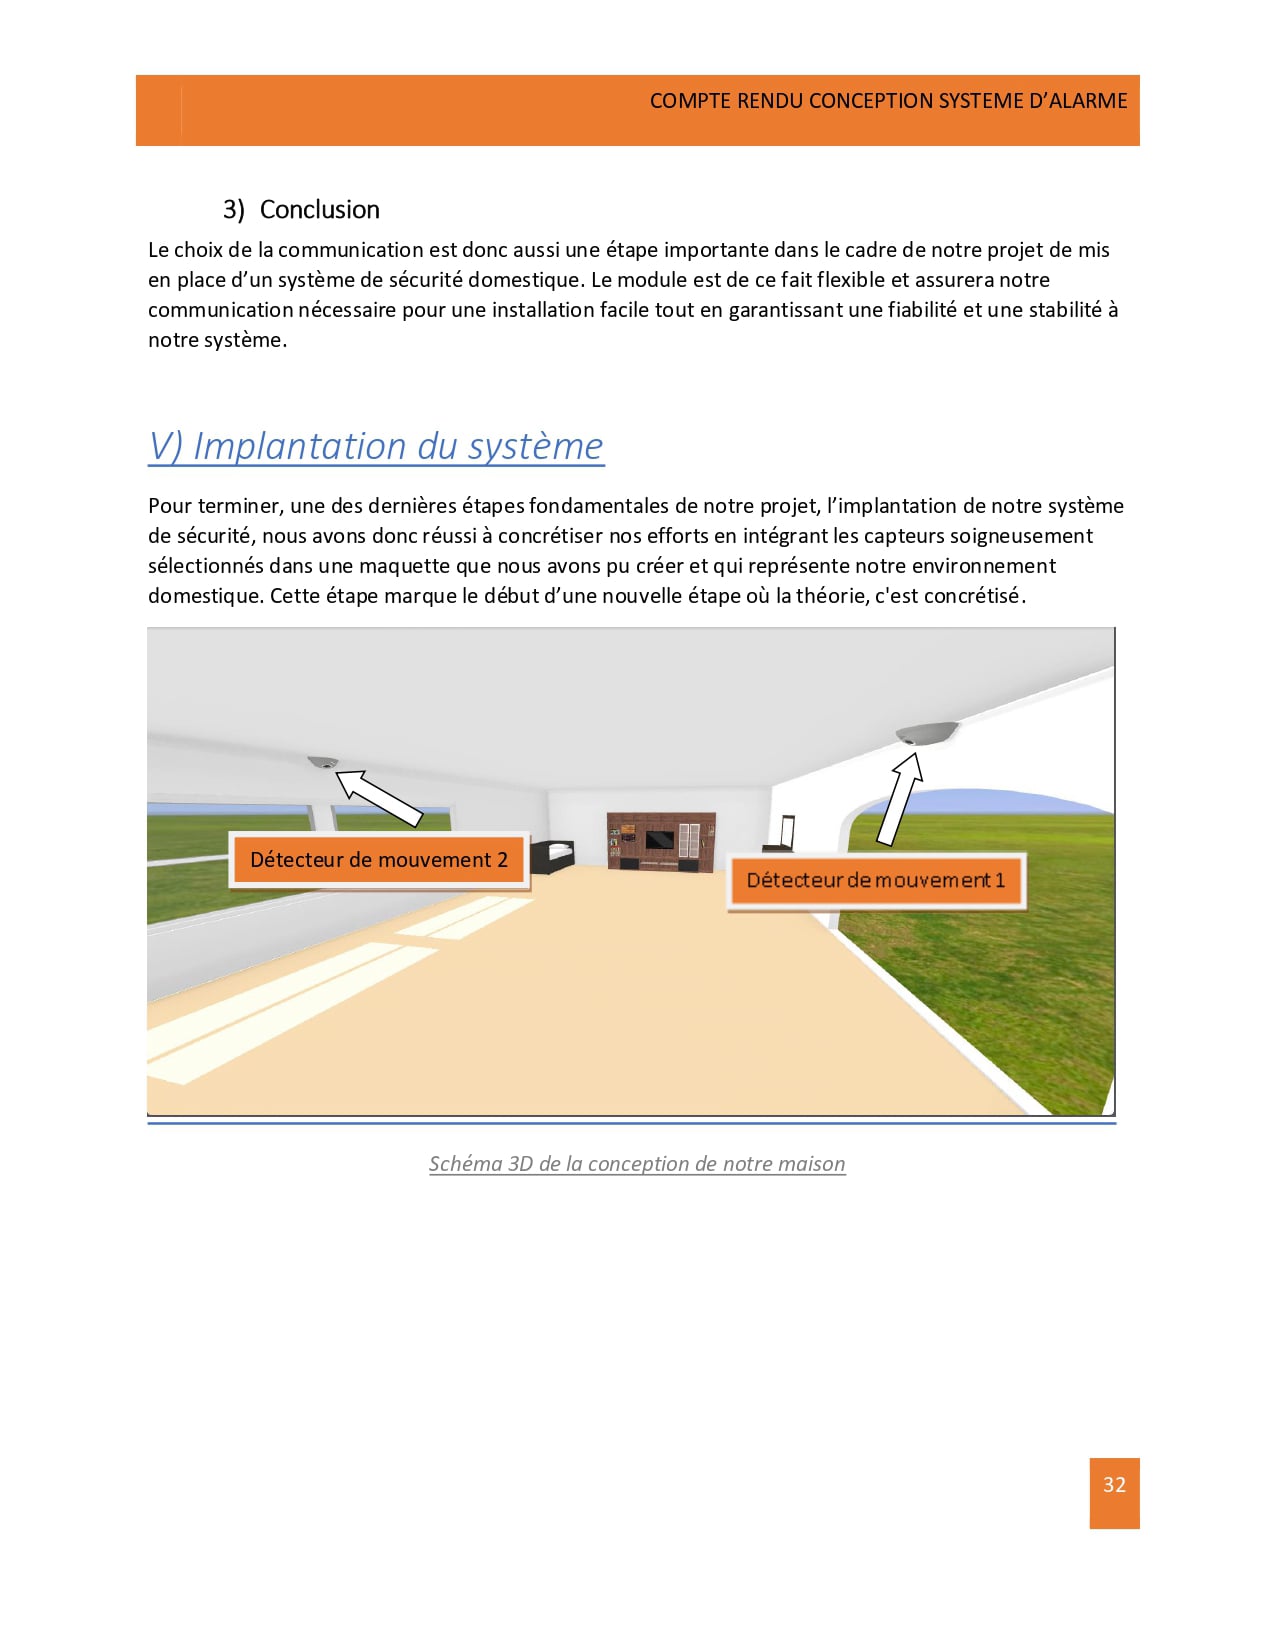 COMPTE RENDU CONCEPTION SYSTEME D’ALARME
3) Conclusion
Le choix de la communication est donc aussi une étape importante dans le cadre de notre projet de mis
en place d’un système de sécurité domestique. Le module est de ce fait flexible et assurera notre
communication nécessaire pour une installation facile tout en garantissant une fiabilité et une stabilité à
notre système.
V) Implantation du système
Pour terminer, une des dernières étapes fondamentales de notre projet, l’implantation de notre système
de sécurité, nous avons donc réussi à concrétiser nos efforts en intégrant les capteurs soigneusement
sélectionnés dans une maquette que nous avons pu créer et qui représente notre environnement
domestique. Cette étape marque le début d’une nouvelle étape où la théorie, c'est concrétisé.
Détecteur de mouvement 2
Détecteur de mouvement 1
Schéma 3D de la conception de notre maison
32